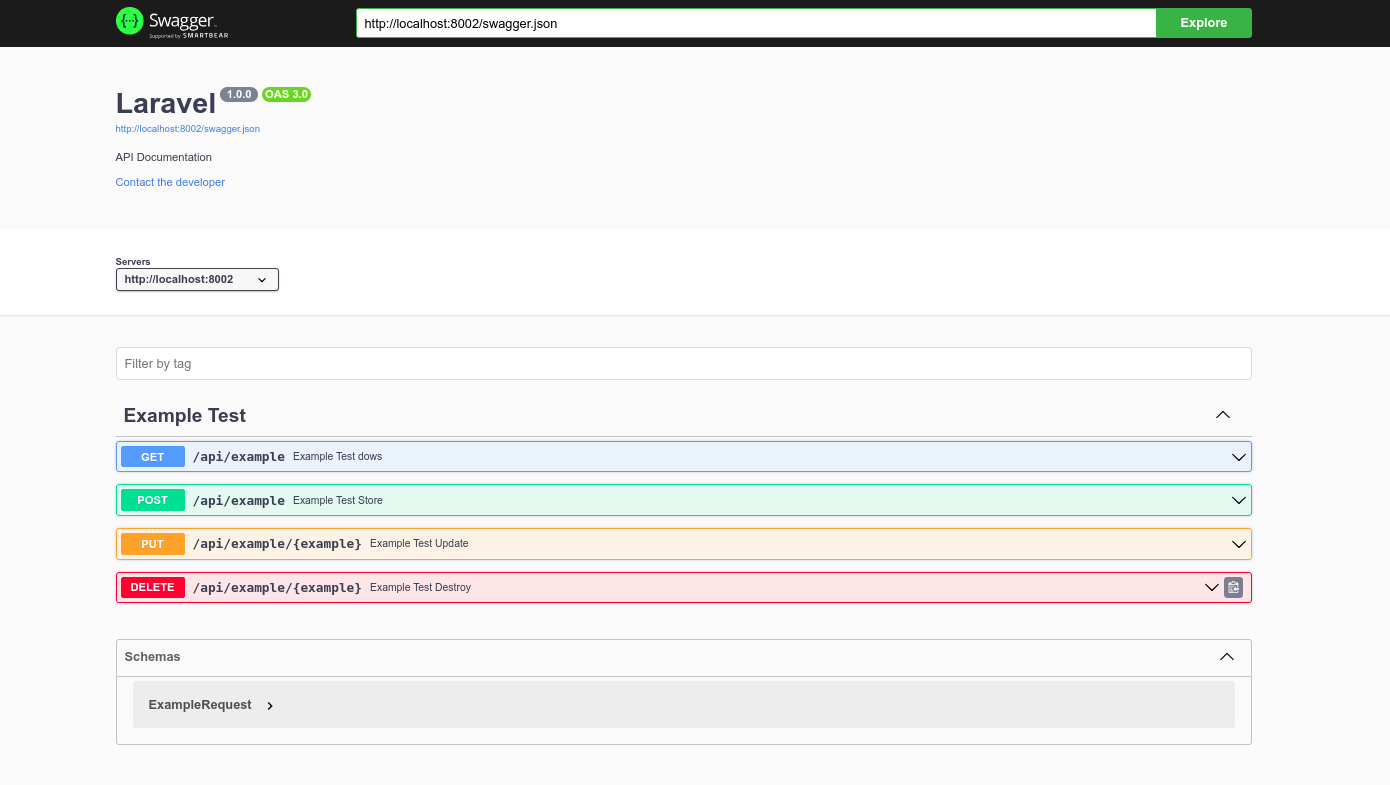 Swagger
Supported by SMARTBEAR
http://localhost:8002/swagger.json
Explore
Laravel 1.0.0 OAS 3.0
http://localhost:8002/swagger.json
API Documentation
Contact the developer
Servers
http://localhost:8002
Filter by tag
Example Test
GET /api/example Example Test dows
POST /api/example Example Test Store
PUT /api/example/{example} Example Test Update
DELETE /api/example/{example} Example Test Destroy
Schemas
ExampleRequest